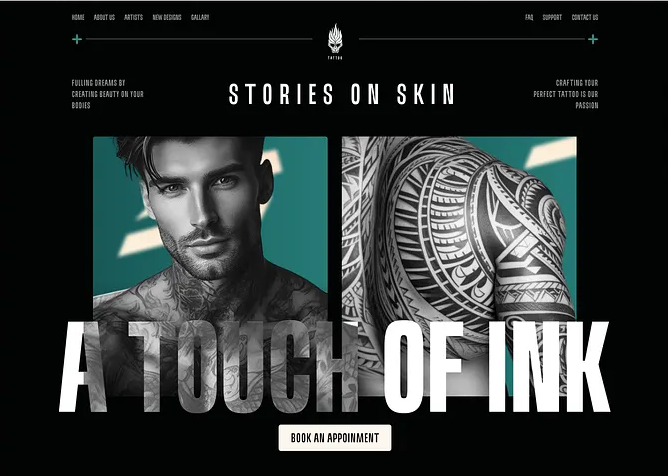 HOME ABOUT US ARTISTS NEW DESIGNS GALLARY
FAQ SUPPORT CONTACT US
TATTOO
FULLING DREAMS BY
CREATING BEAUTY ON YOUR
BODIES
STORIES ON SKIN
CRAFTING YOUR
PERFECT TATTOO IS OUR
PASSION
A TOUCH OF INK
BOOK AN APPOINMENT